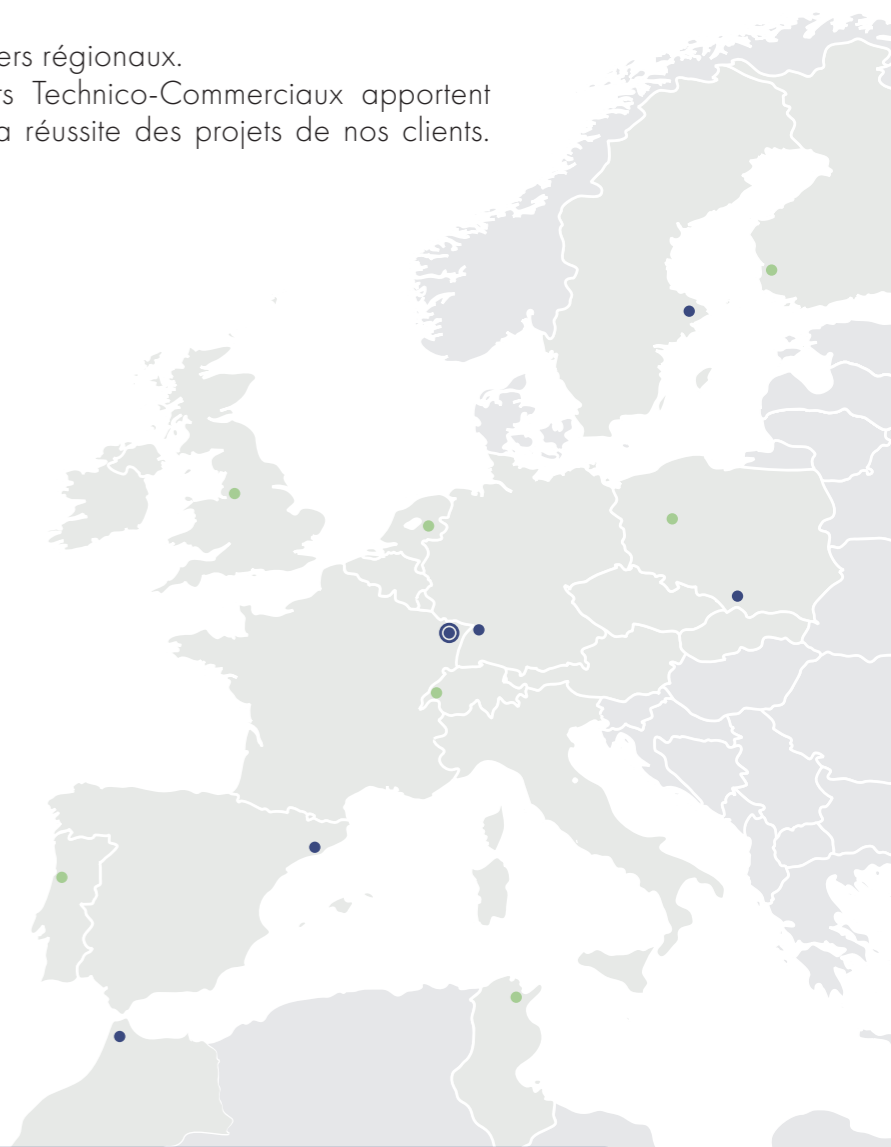 ers régionaux.
rs Technico-Commerciaux apportent
a réussite des projets de nos clients.